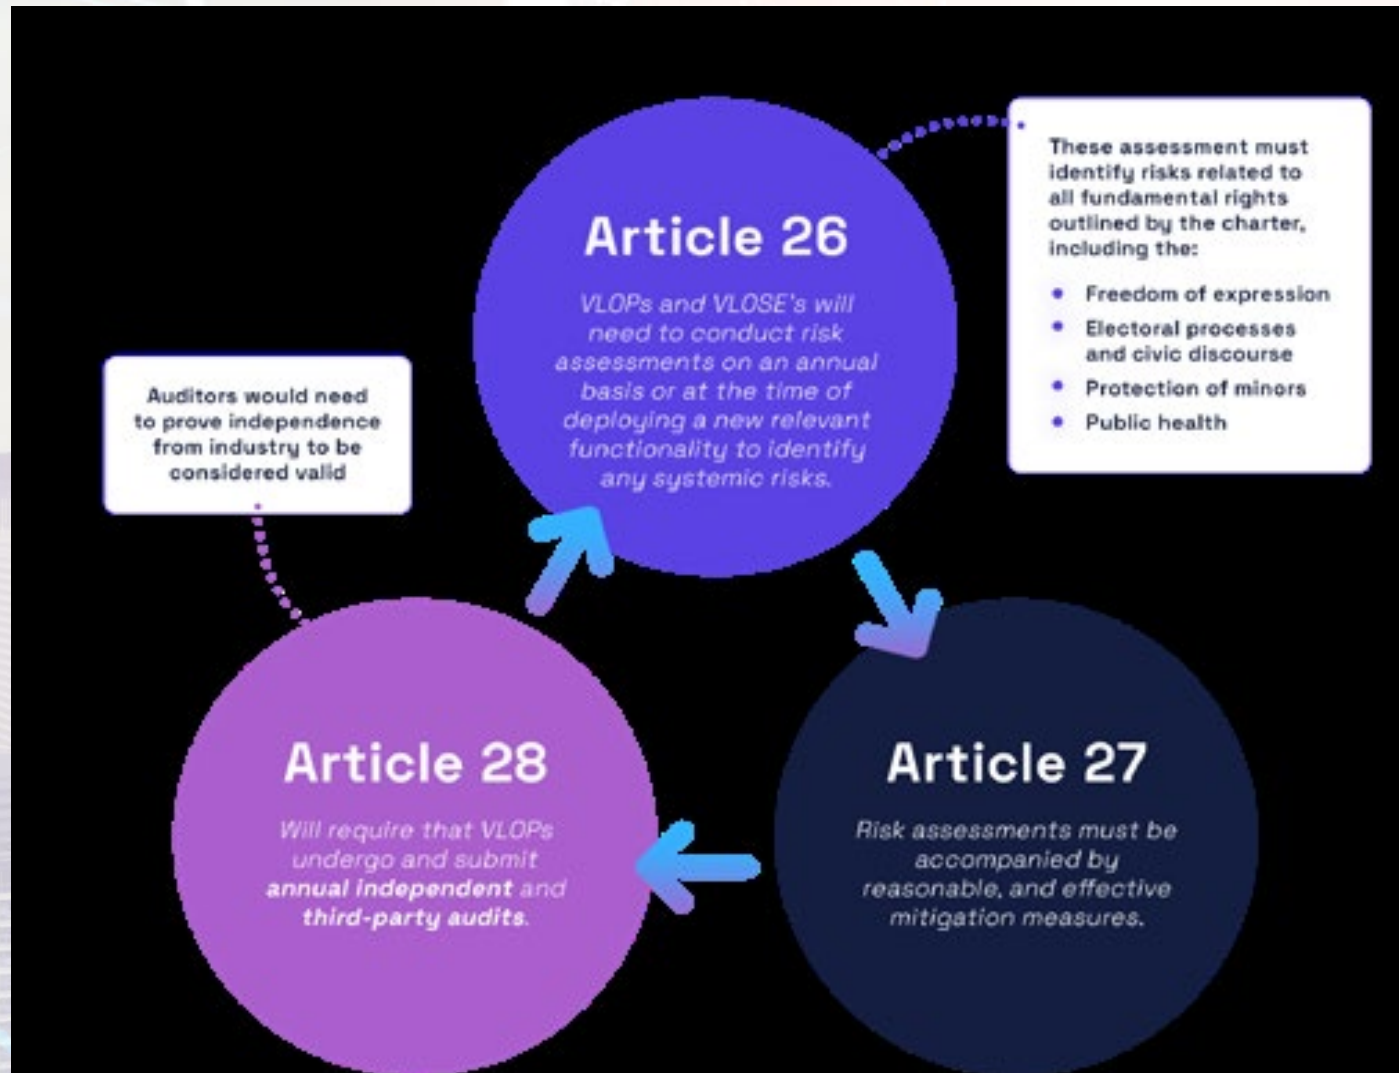 Article 26
VLOPs and VLOSE's will
need to conduct risk
assessments on an annual
basis or at the time of
deploying a new relevant
functionality to identify
any systemic risks.
These assessment must
identify risks related to
all fundamental rights
outlined by the charter,
including the:
Freedom of expression
Electoral processes
and civic discourse
Protection of minors
Public health
Auditors would need
to prove independence
from industry to be
considered valid
Article 28
Will require that VLOPs
undergo and submit
annual independent and
third-party audits.
Article 27
Risk assessments must be
accompanied by
reasonable, and effective
mitigation measures.